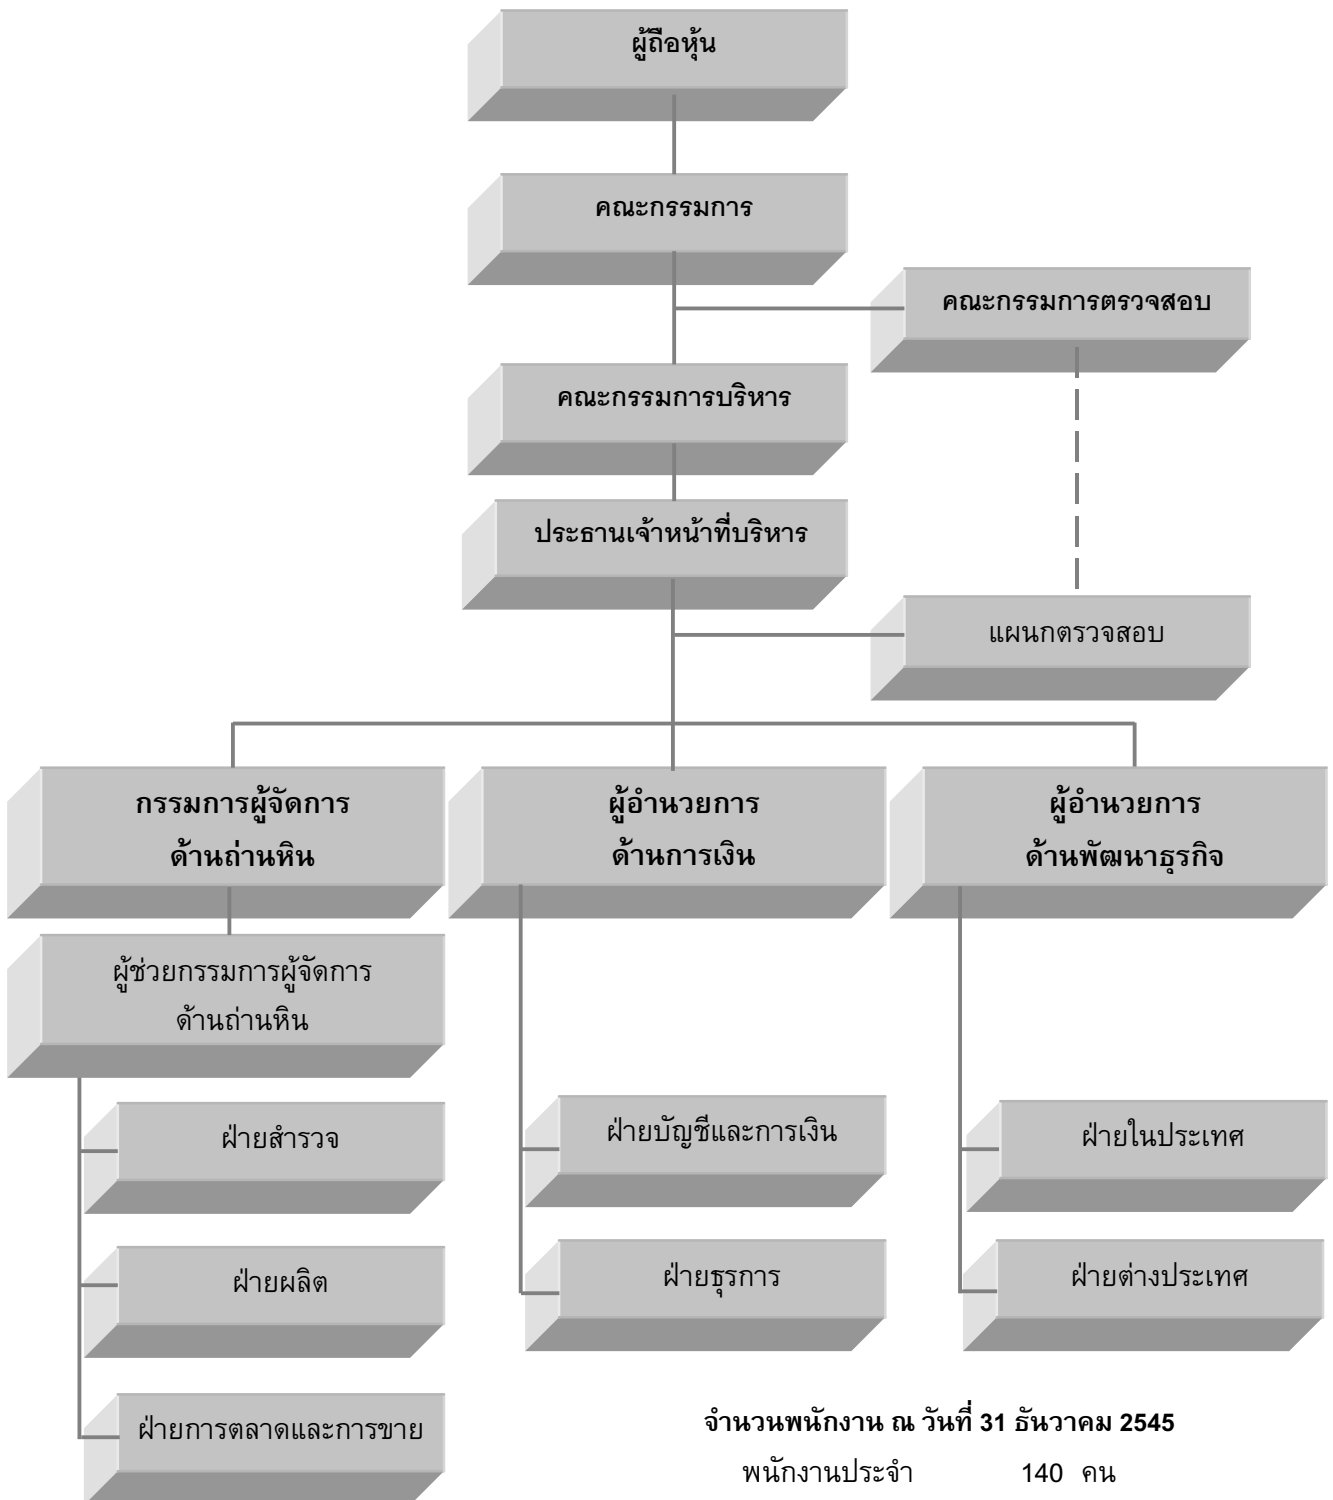 ผู้ถือหุ้น
คณะกรรมการ
คณะกรรมการตรวจสอบ
คณะกรรมการบริหาร
ประธานเจ้าหน้าที่บริหาร
แผนกตรวจสอบ
กรรมการผู้จัดการ
ด้านถ่านหิน
ผู้อำนวยการ
ด้านการเงิน
ผู้อำนวยการ
ด้านพัฒนาธุรกิจ
ผู้ช่วยกรรมการผู้จัดการ
ด้านถ่านหิน
ฝ่ายสำรวจ
ฝ่ายบัญชีและการเงิน
ฝ่ายในประเทศ
ฝ่ายผลิต
ฝ่ายธุรการ
ฝ่ายต่างประเทศ
ฝ่ายการตลาดและการขาย
จำนวนพนักงาน ณ วันที่ 31 ธันวาคม 2545
พนักงานประจำ 140 คน